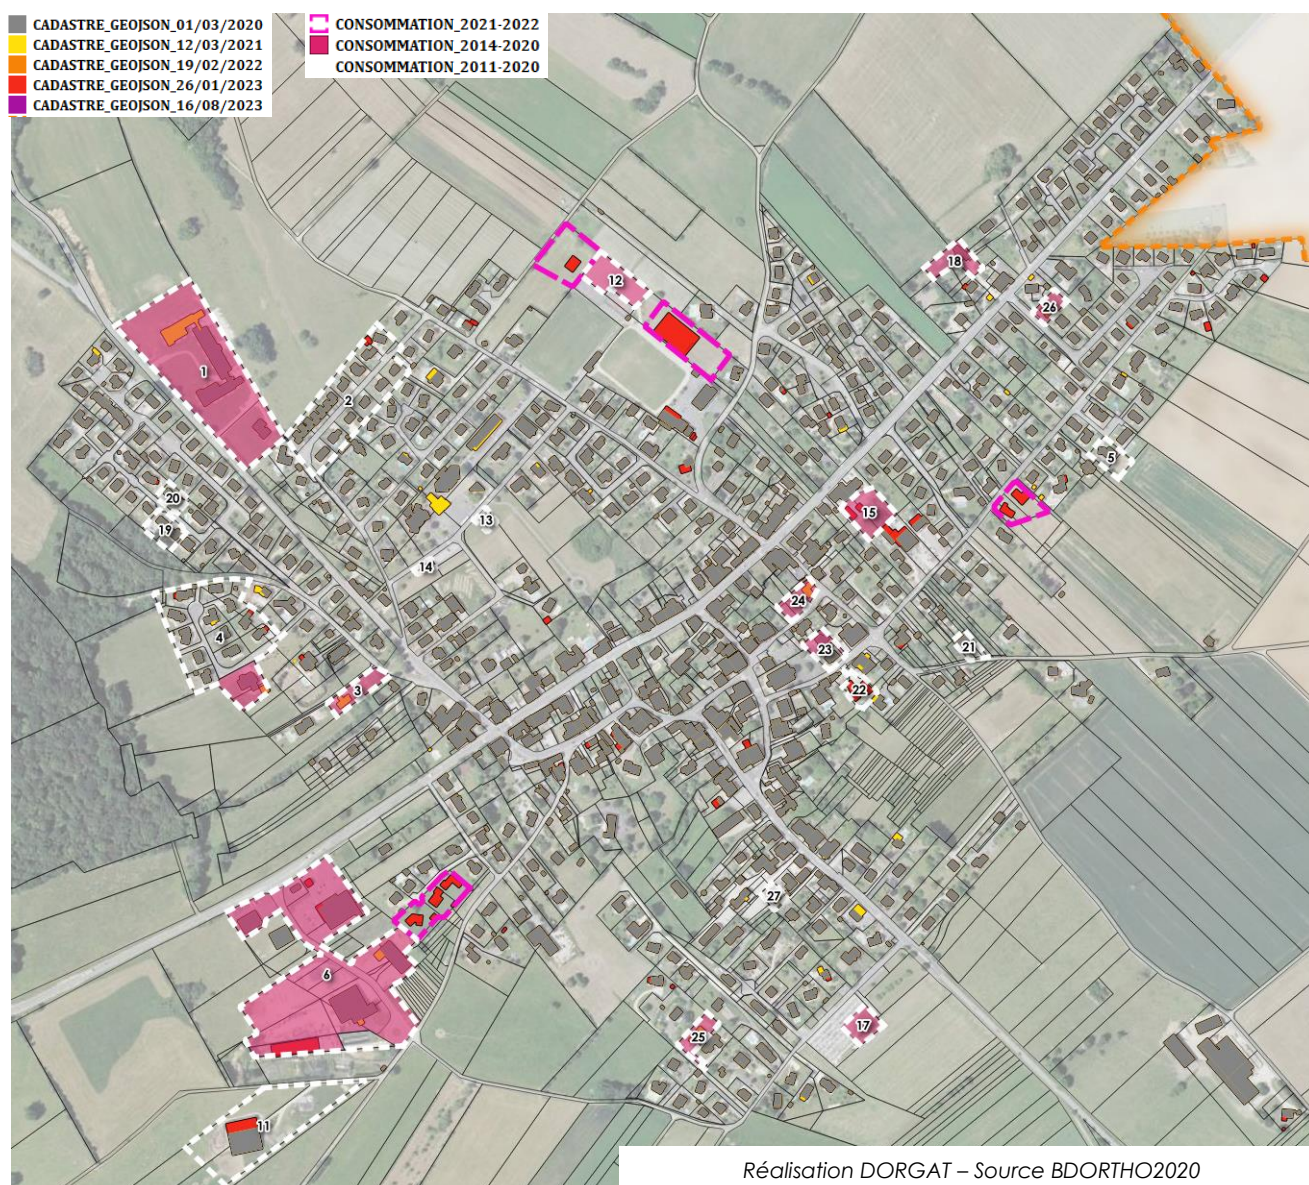 CADASTRE_GEOJSON_01/03/2020
CADASTRE_GEOJSON_12/03/2021
CADASTRE_GEOJSON_19/02/2022
CADASTRE_GEOJSON_26/01/2023
CADASTRE_GEOJSON_16/08/2023
CONSOMMATION_2021-2022
CONSOMMATION_2014-2020
CONSOMMATION_2011-2020
18
12
26
1
2
5
20
13
15
19
14
24
4
23
21
3
22
27
6
17
25
11
Réalisation DORGAT – Source BDORTHO2020